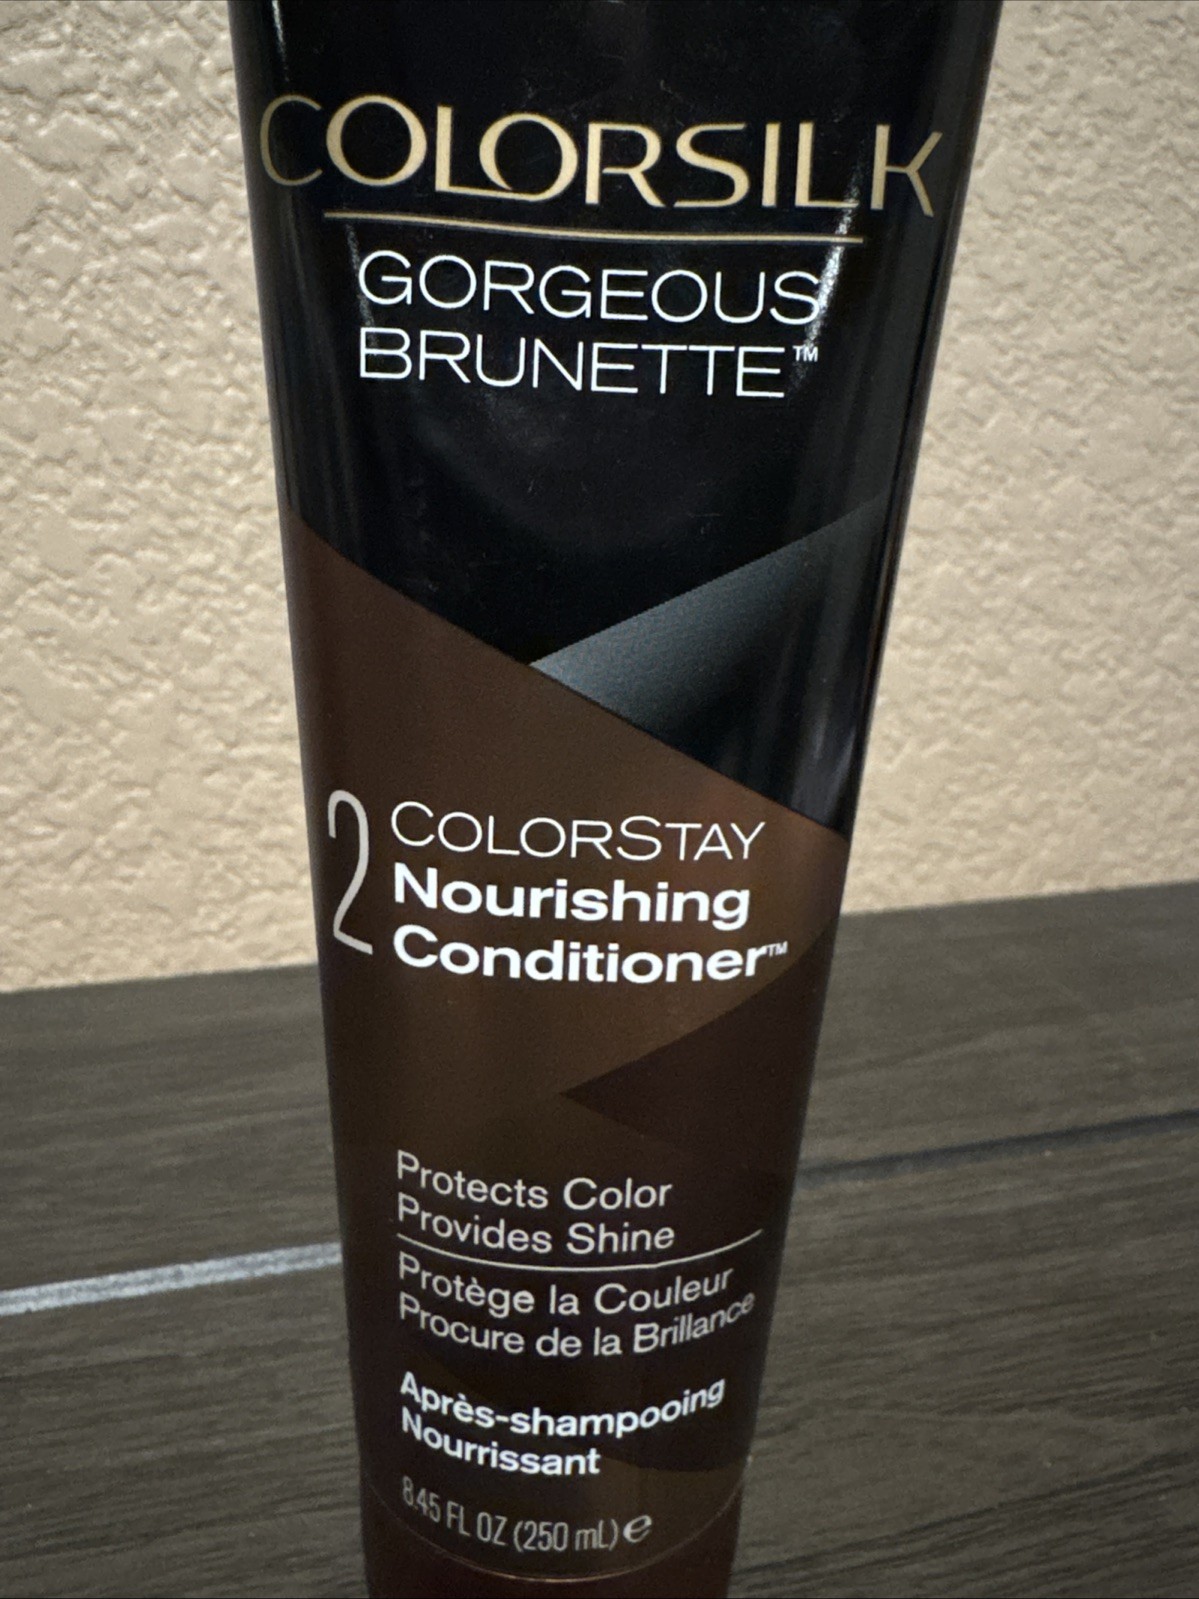 COLORSILK
GORGEOUS
BRUNETTE™
2
COLORSTAY
Nourishing
Conditioner™
Protects Color
Provides Shine
Protège la Couleur
Procure de la Brillance
Après-shampooing
Nourrissant
8.45 FL OZ (250 mL) ℮